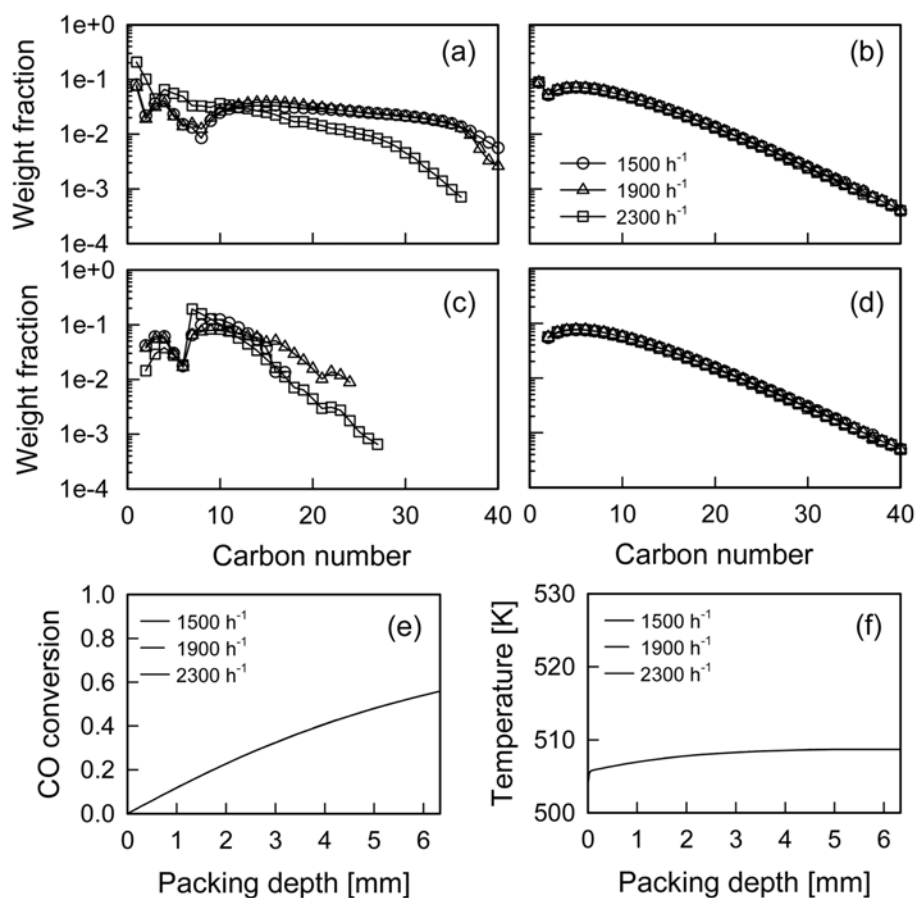 Weight fraction
1e+0
1e-1
1e-2
1e-3
1e-4
(a)
(b)
1500 h-1
1900 h-1
2300 h-1
Weight fraction
1e+0
1e-1
1e-2
1e-3
1e-4
(c)
(d)
0 10 20 30 40
Carbon number
0 10 20 30 40
Carbon number
CO conversion
1.0
0.8
0.6
0.4
0.2
0.0
1500 h-1
1900 h-1
2300 h-1
(e)
0 1 2 3 4 5 6
Packing depth [mm]
Temperature [K]
530
520
510
500
1500 h-1
1900 h-1
2300 h-1
(f)
0 1 2 3 4 5 6
Packing depth [mm]